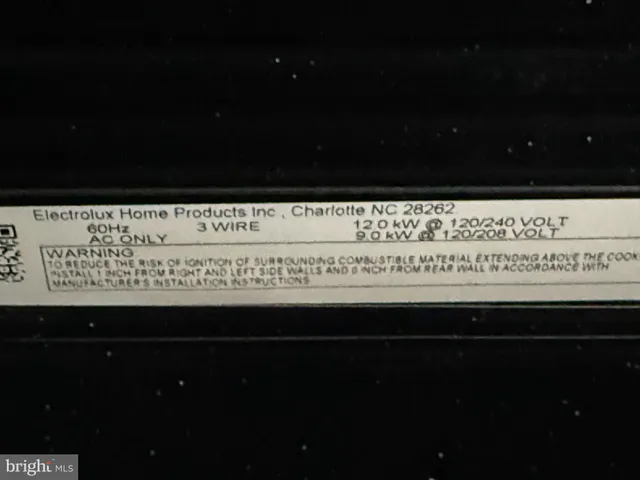 Electrolux Home Products Inc , Charlotte NC 28262
60Hz 3 WIRE 12.0 kW @ 120/240 VOLT
AC ONLY 9.0 kW @ 120/208 VOLT
WARNING
TO REDUCE THE RISK OF IGNITION OF SURROUNDING COMBUSTIBLE MATERIAL EXTENDING ABOVE THE COOK
INSTALL 1 INCH FROM RIGHT AND LEFT SIDE WALLS AND 0 INCH FROM REAR WALL IN ACCORDANCE WITH
MANUFACTURER'S INSTALLATION INSTRUCTIONS
bright MLS